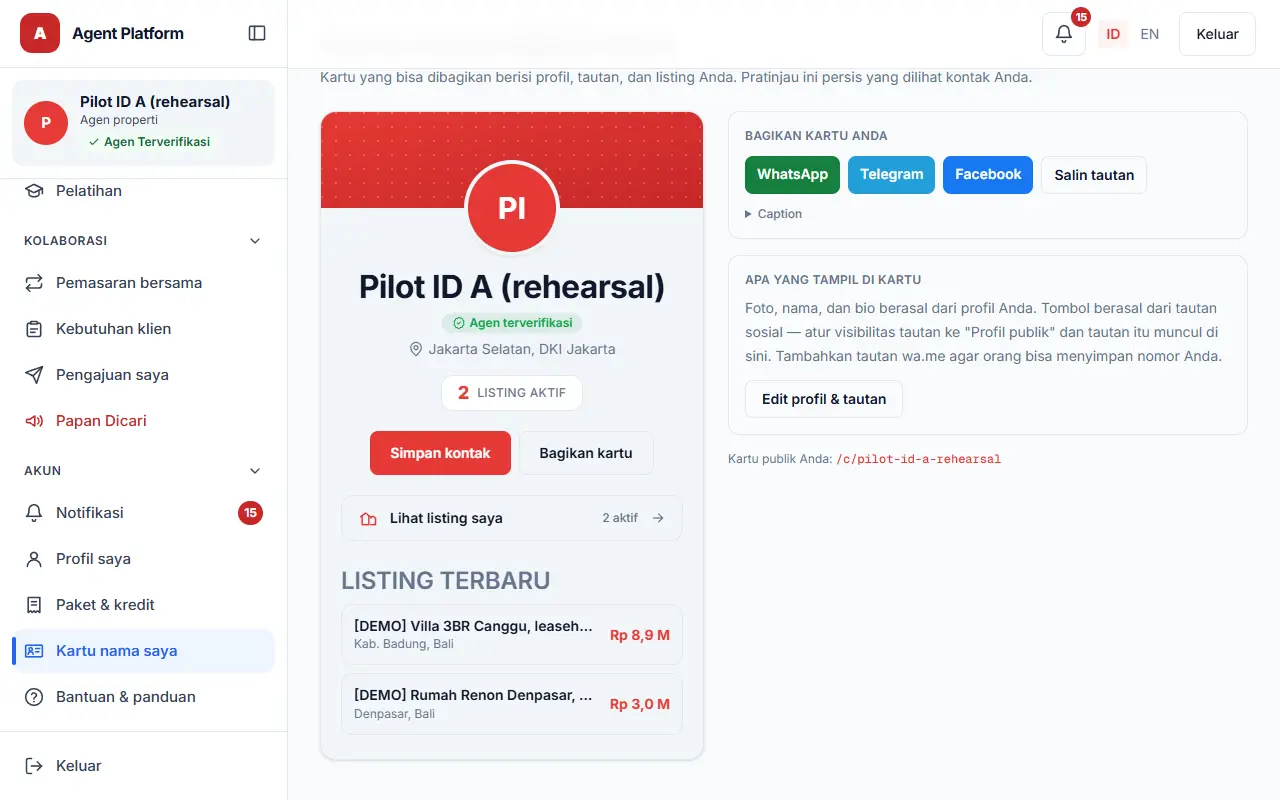 A
Agent Platform
15
ID
EN
Keluar
P
Pilot ID A (rehearsal)
Agen properti
Agen Terverifikasi
Pelatihan
KOLABORASI
Pemasaran bersama
Kebutuhan klien
Pengajuan saya
Papan Dicari
AKUN
Notifikasi
15
Profil saya
Paket & kredit
Kartu nama saya
Bantuan & panduan
Keluar
Kartu yang bisa dibagikan berisi profil, tautan, dan listing Anda. Pratinjau ini persis yang dilihat kontak Anda.
PI
Pilot ID A (rehearsal)
Agen terverifikasi
Jakarta Selatan, DKI Jakarta
2 LISTING AKTIF
Simpan kontak
Bagikan kartu
Lihat listing saya
2 aktif
LISTING TERBARU
[DEMO] Villa 3BR Canggu, leaseh...
Rp 8,9 M
Kab. Badung, Bali
[DEMO] Rumah Renon Denpasar, ...
Rp 3,0 M
Denpasar, Bali
BAGIKAN KARTU ANDA
WhatsApp
Telegram
Facebook
Salin tautan
Caption
APA YANG TAMPIL DI KARTU
Foto, nama, dan bio berasal dari profil Anda. Tombol berasal dari tautan
sosial — atur visibilitas tautan ke "Profil publik" dan tautan itu muncul di
sini. Tambahkan tautan wa.me agar orang bisa menyimpan nomor Anda.
Edit profil & tautan
Kartu publik Anda: /c/pilot-id-a-rehearsal